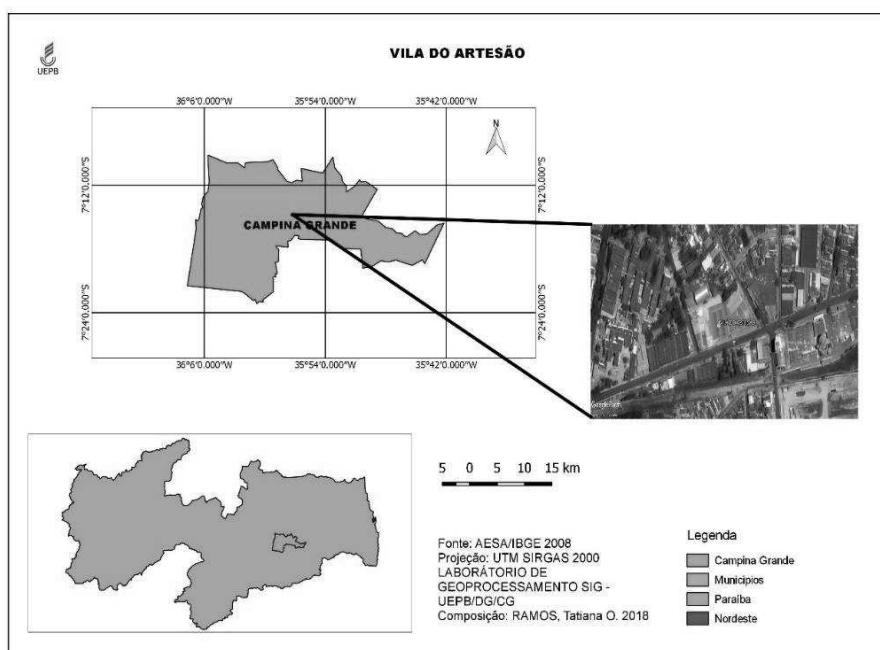 UEPB
VILA DO ARTESÃO
36°6'0.000"W 35°54'0.000"W 35°42'0.000"W
N
7°12'0.000"S 7°12'0.000"S
CAMPINA GRANDE
7°24'0.000"S 7°24'0.000"S
36°6'0.000"W 35°54'0.000"W 35°42'0.000"W
5 0 5 10 15 km
Fonte: AESA/IBGE 2008
Projeção: UTM SIRGAS 2000
LABORÁTORIO DE
GEOPROCESSAMENTO SIG -
UEPB/DG/CG
Composição: RAMOS, Tatiana O. 2018
Legenda
Campina Grande
Municípios
Paraíba
Nordeste